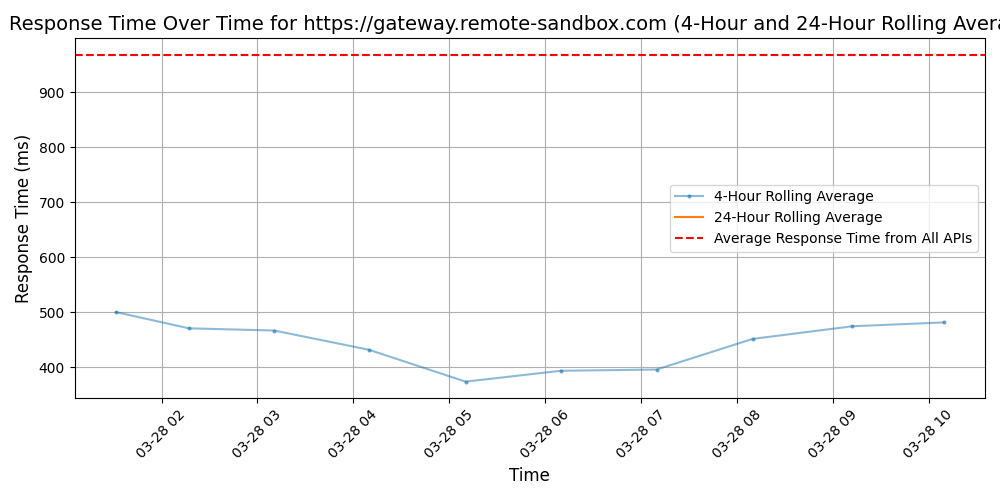 Response Time Over Time for https://gateway.remote-sandbox.com (4-Hour and 24-Hour Rolling Avera
Response Time (ms)
900
800
700
600
500
400
4-Hour Rolling Average
24-Hour Rolling Average
Average Response Time from All APIs
03-28 02
03-28 03
03-28 04
03-28 05
03-28 06
03-28 07
03-28 08
03-28 09
03-28 10
Time